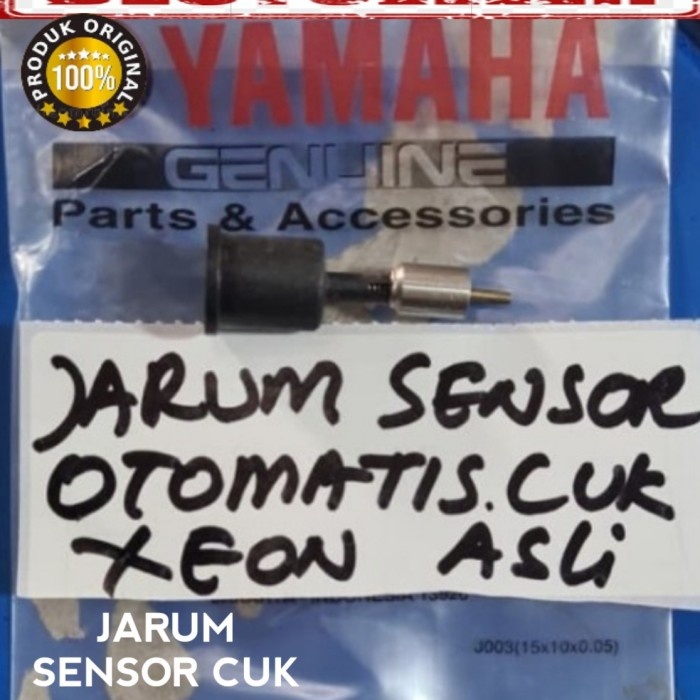 PRODUK ORIGINAL
100%
YAMAHA
GENUINE
Parts & Accessories
JARUM SENSOR
OTOMATIS.CUK
XEON ASLi
J003(15x10x0.05)
JARUM
SENSOR CUK